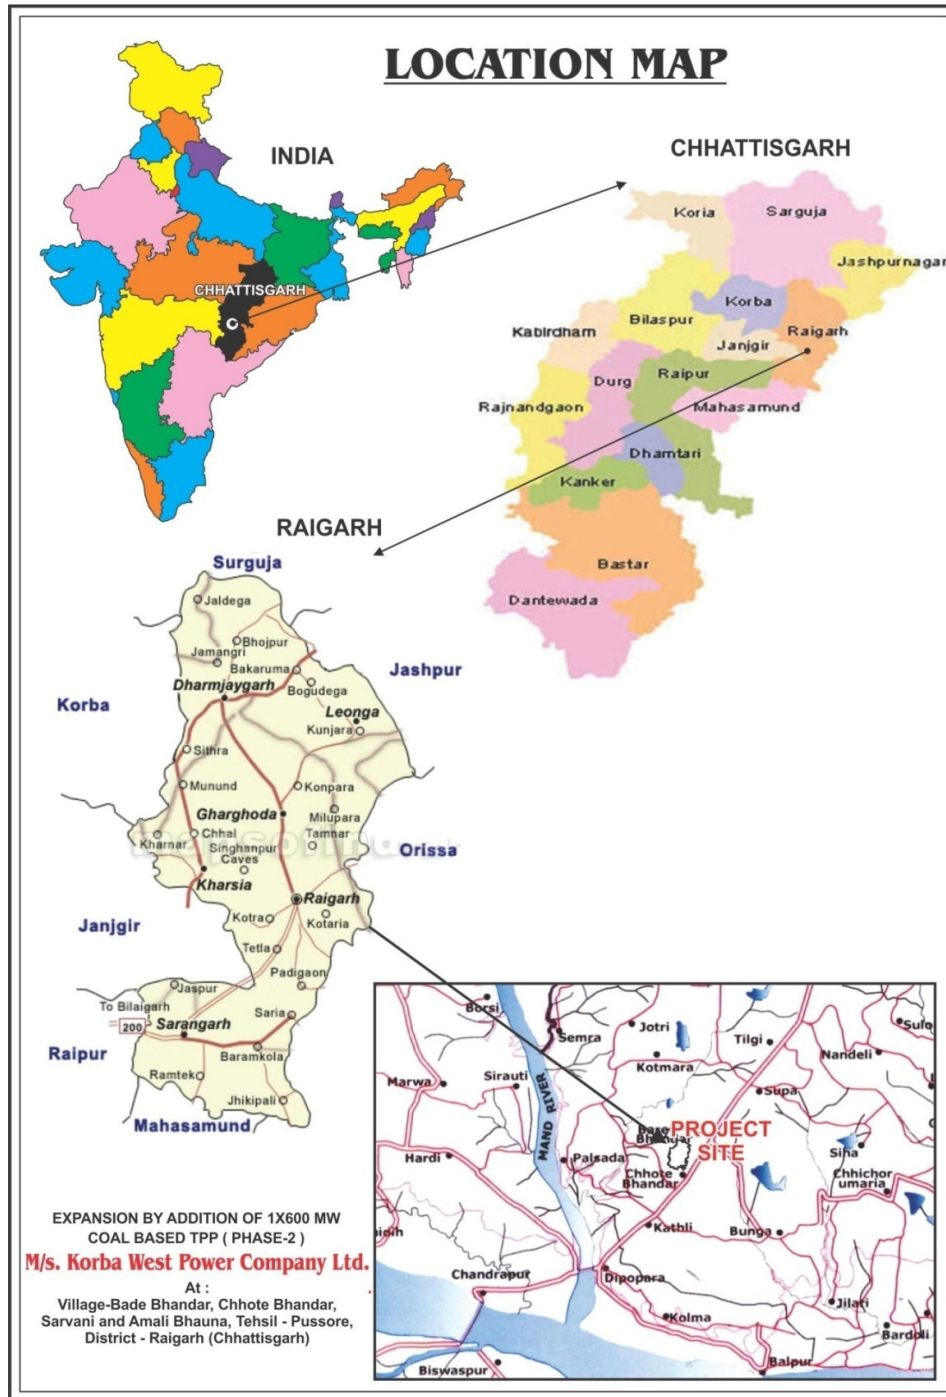 LOCATION MAP
INDIA
CHHATTISGARH
CHHATTISGARH
Koria
Sarguja
Jashpurnagar
Korba
Bilaspur
Raigarh
Kabirdham
Janjgir
Durg
Raipur
Rajnandgaon
Mahasamund
Dhamtari
Kanker
Bastar
Dantewada
RAIGARH
Surguja
Jaldega
Bhojpur
Jamangri
Bakaruma
Jashpur
Dharmjaygarh
Bogudega
Korba
Leonga
Kunjara
Sithra
Munund
Konpara
Gharghoda
Milupara
Chhal
Tamnar
Kharnar
Singhanpur
Caves
Orissa
Kharsia
Raigarh
Kotra
Kotaria
Janjgir
Tetla
Padigaon
Jaspur
To Bilaigarh
200
Sarangarh
Saria
Raipur
Baramkola
Ramtek
Jhikipali
Mahasamund
Borsi
Semra
Jotri
Tilgi
Sulo
Kotmara
Nandeli
Marwa
Sirauti
Supa
MAND RIVER
Bhandar
PROJECT
SITE
Hardi
Palsada
Siha
Chhote
Bhandar
Chhichor
umaria
Kathli
Bunga
Chandrapur
Dipopara
Kolma
Jilari
Bardoli
Biswaspur
Balpur
EXPANSION BY ADDITION OF 1X600 MW
COAL BASED TPP ( PHASE-2 )
M/s. Korba West Power Company Ltd.
At :
Village-Bade Bhandar, Chhote Bhandar,
Sarvani and Amali Bhauna, Tehsil - Pussore,
District - Raigarh (Chhattisgarh)